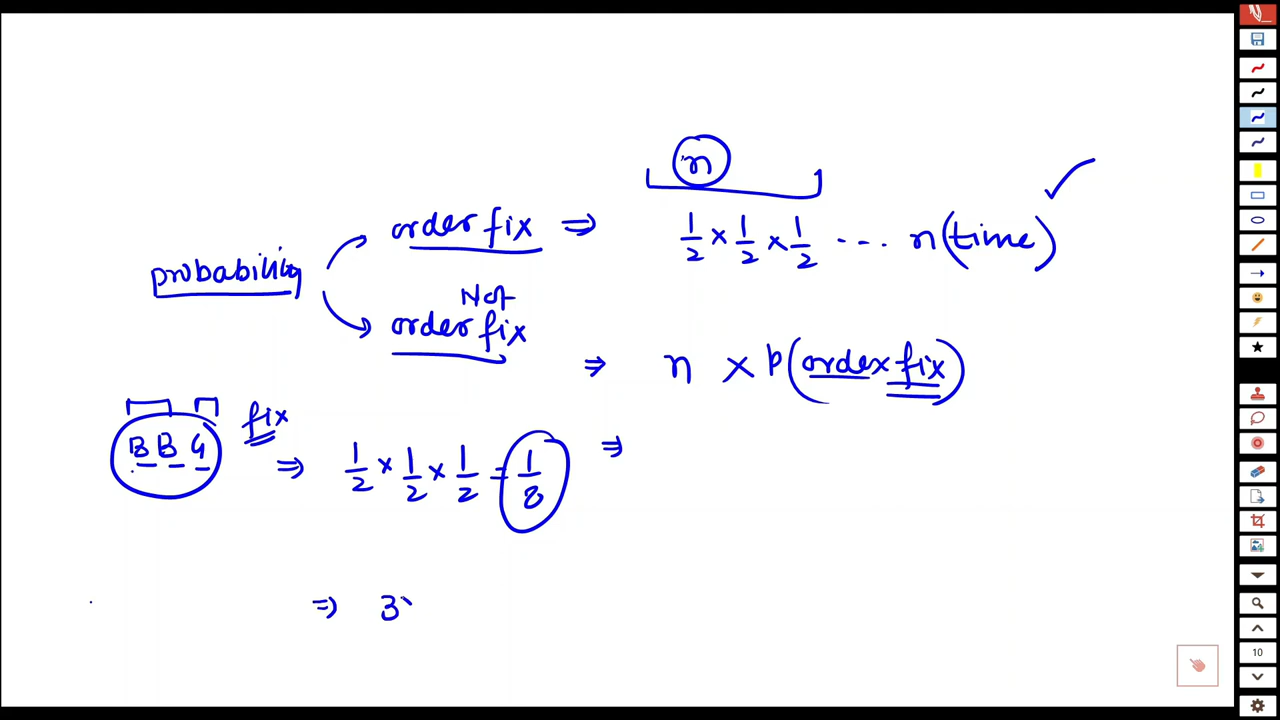 n
order fix ⇒ 1/2 × 1/2 × 1/2 ... n(time) ✓
probability
Not
order fix
⇒ n × P(order fix)
fix
B B G ⇒ 1/2 × 1/2 × 1/2 = 1/8 ⇒
⇒ 3
10